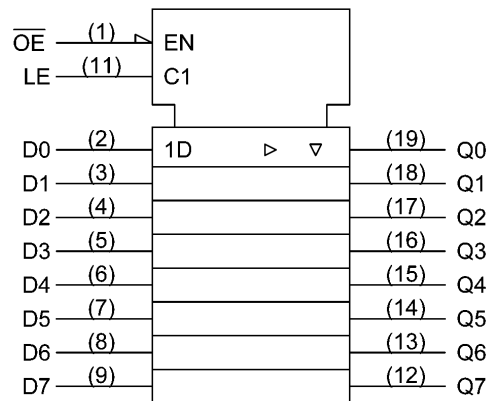 O̅E̅ (1) EN
LE (11) C1
D0 (2) 1D (19) Q0
D1 (3) (18) Q1
D2 (4) (17) Q2
D3 (5) (16) Q3
D4 (6) (15) Q4
D5 (7) (14) Q5
D6 (8) (13) Q6
D7 (9) (12) Q7